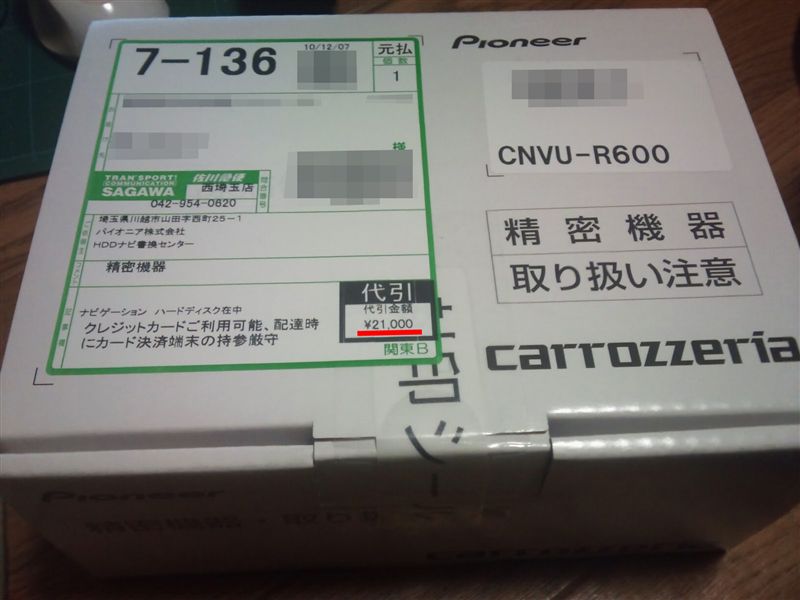 7-136
10/12/07
元払
個数
1
様
TRANSPORT
COMMUNICATION
SAGAWA
佐川急便
西埼玉店
042-954-0620
埼玉県川越市山田字西町25-1
パイオニア株式会社
HDDナビ書換センター
精密機器
ナビゲーション ハードディスク在中
クレジットカードご利用可能、配達時
にカード決済端末の持参厳守
代引
代引金額
¥21,000
関東B
Pioneer
CNVU-R600
精密機器
取り扱い注意
carrozzeria
Pioneer
carrozzeria